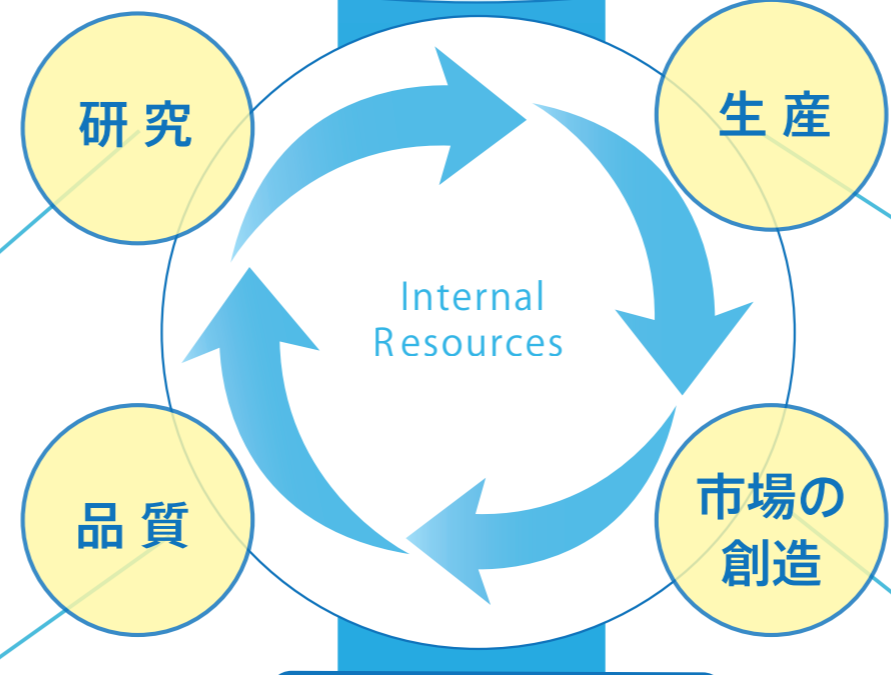 研究
生産
Internal
Resources
品質
市場の
創造